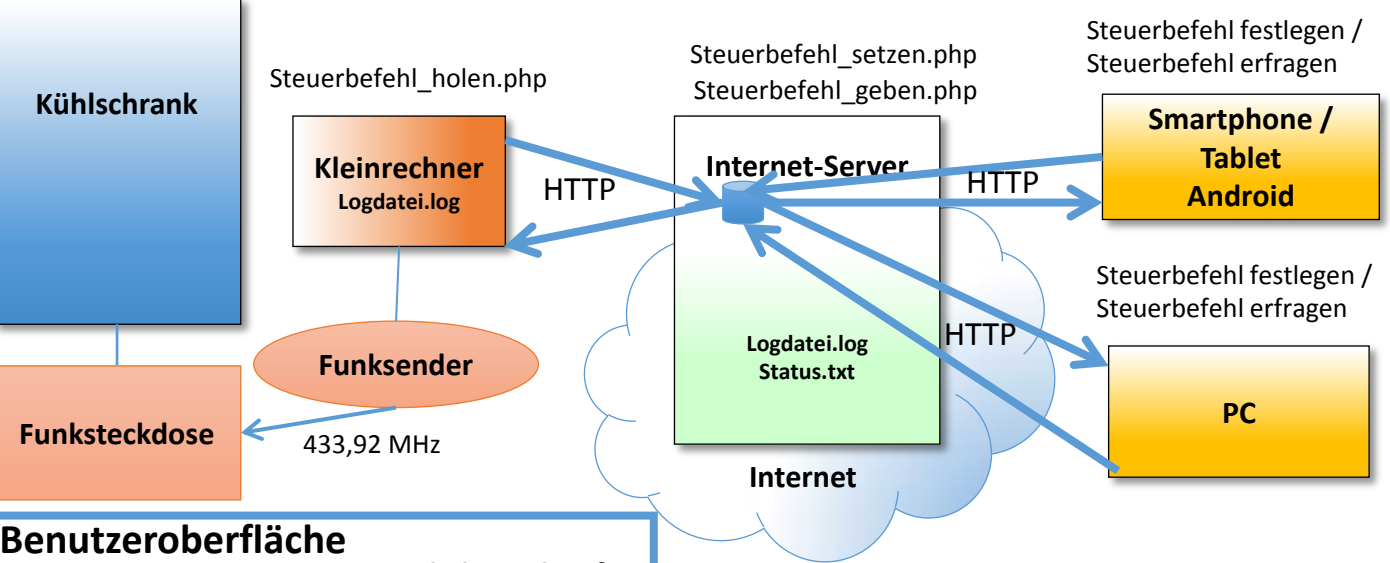 Kühlschrank
Steuerbefehl_holen.php
Kleinrechner
Logdatei.log
HTTP
Funksender
433,92 MHz
Funksteckdose
Steuerbefehl_setzen.php
Steuerbefehl_geben.php
Internet-Server
Logdatei.log
Status.txt
Internet
HTTP
HTTP
Steuerbefehl festlegen /
Steuerbefehl erfragen
Smartphone /
Tablet
Android
Steuerbefehl festlegen /
Steuerbefehl erfragen
PC
Benutzeroberfläche